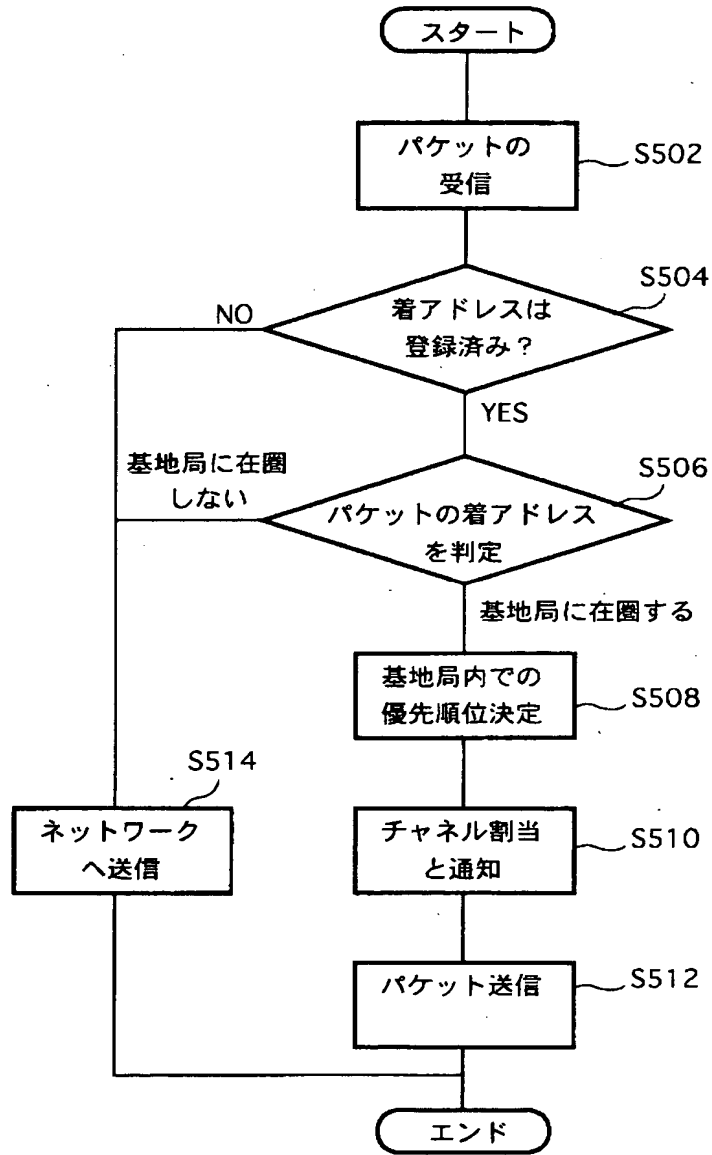 スタート
パケットの
受信
S502
着アドレスは
登録済み？
S504
NO
YES
基地局に在圏
しない
パケットの着アドレス
を判定
S506
基地局に在圏する
基地局内での
優先順位決定
S508
S514
ネットワーク
へ送信
チャネル割当
と通知
S510
パケット送信
S512
エンド